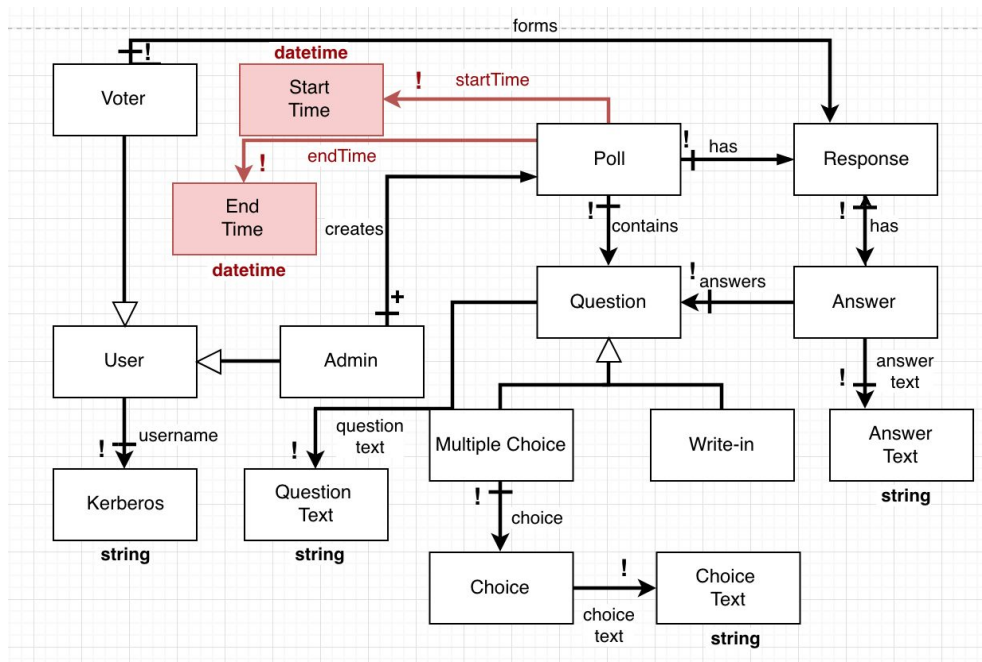 forms
!
datetime
Voter
Start
Time
!
startTime
endTime
!
Poll
!
has
Response
End
Time
datetime
creates
!
contains
!
has
+
Question
!
answers
Answer
User
Admin
!
username
question
text
!
Multiple Choice
Write-in
!
answer
text
Answer
Text
string
Kerberos
string
Question
Text
string
!
choice
Choice
!
choice
text
Choice
Text
string